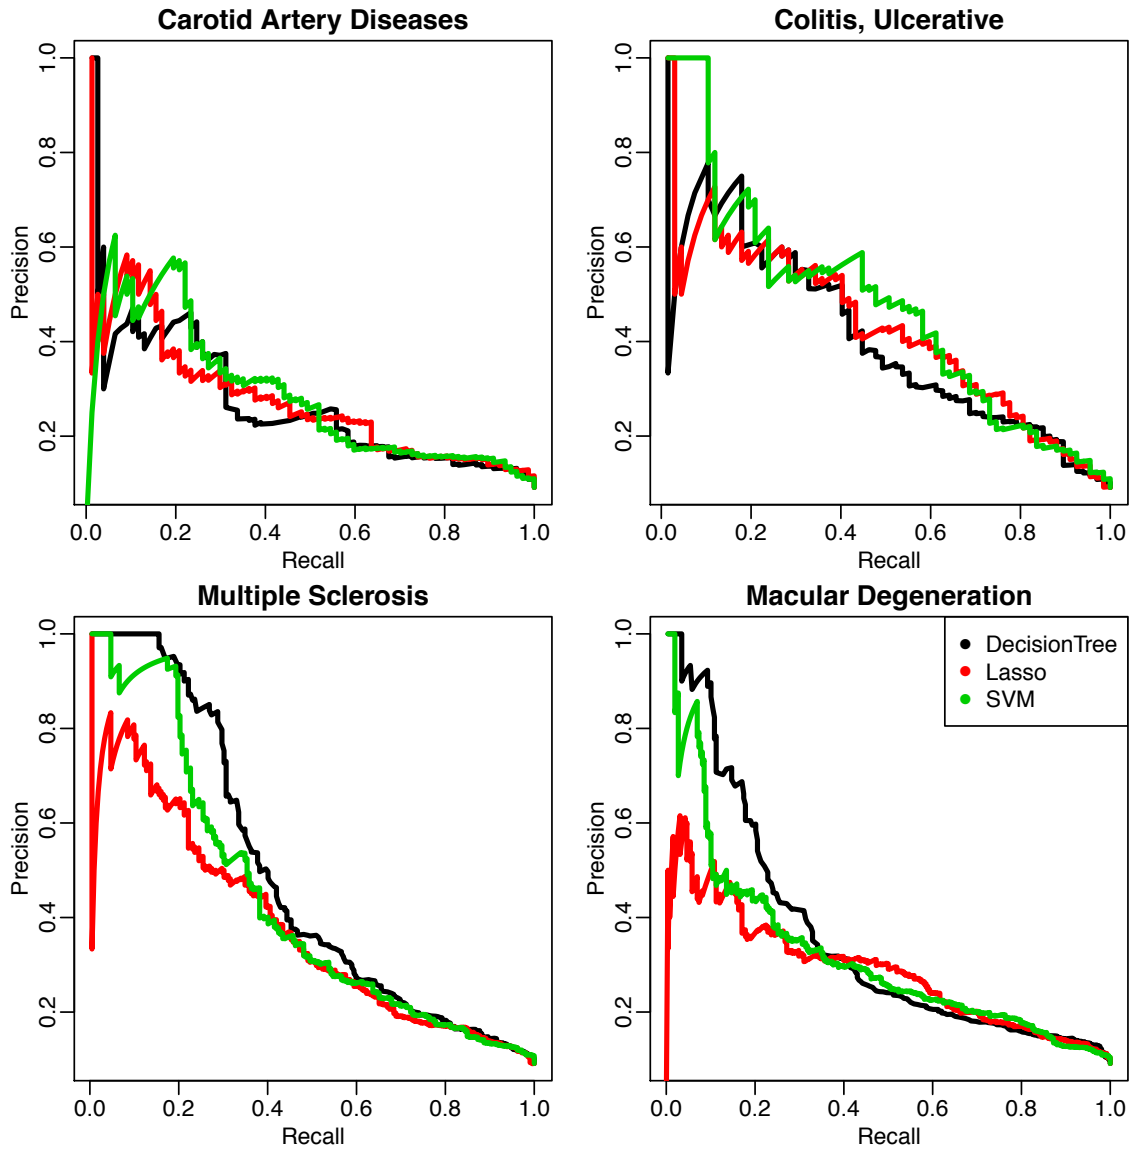 Carotid Artery Diseases
Precision
1.0
0.8
0.6
0.4
0.2
0.0 0.2 0.4 0.6 0.8 1.0
Recall
Colitis, Ulcerative
Precision
1.0
0.8
0.6
0.4
0.2
0.0 0.2 0.4 0.6 0.8 1.0
Recall
Multiple Sclerosis
Precision
1.0
0.8
0.6
0.4
0.2
0.0 0.2 0.4 0.6 0.8 1.0
Recall
Macular Degeneration
Precision
1.0
0.8
0.6
0.4
0.2
0.0 0.2 0.4 0.6 0.8 1.0
Recall
DecisionTree
Lasso
SVM